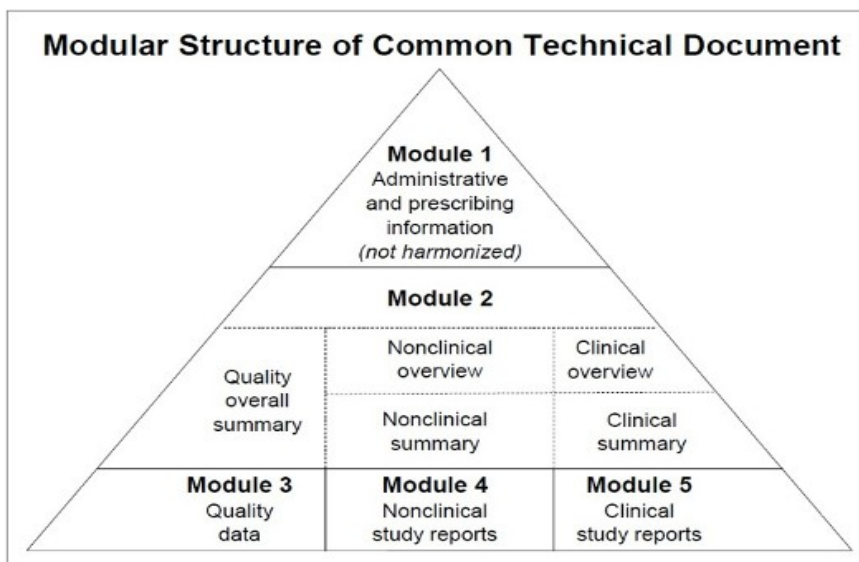 Modular Structure of Common Technical Document
Module 1
Administrative
and prescribing
information
(not harmonized)
Module 2
Quality
overall
summary
Nonclinical
overview
Clinical
overview
Nonclinical
summary
Clinical
summary
Module 3
Quality
data
Module 4
Nonclinical
study reports
Module 5
Clinical
study reports